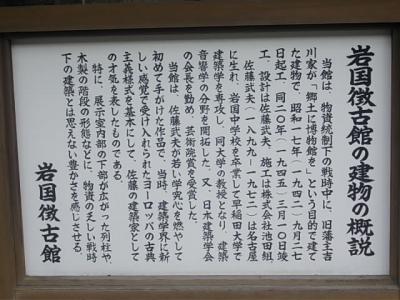 岩国徴古館の建物の概説
当館は、物資統制下の戦時中に、旧藩主吉
川家が「郷土に博物館を」という目的で建て
た建物で、昭和十七年（一九四二）九月二七
日起工、同二〇年（一九四五）三月一〇日竣
工、設計は佐藤武夫、施工は株式会社池田組。
佐藤武夫（一八九九－一九七二）は名古屋
に生れ、岩国中学校を卒業して早稲田大学で
建築学を専攻し、同大学の教授となり、建築
音響学の分野を開拓した。又、日本建築学会
の会長を勤め、芸術院賞を受賞した。
当館は、佐藤武夫が若い学究心を燃やして
初めて手がけた作品で、当時、建築学界に新
しい感覚で受け入れられたヨーロッパの古典
主義様式を基本にして、佐藤の建築家として
の才気を表したものである。
特に、展示室内部の下部が広がった列柱や、
木製の階段の形態などに、物資の乏しい戦時
下の建築とは思えない豊かさを感じさせる。
岩国徴古館